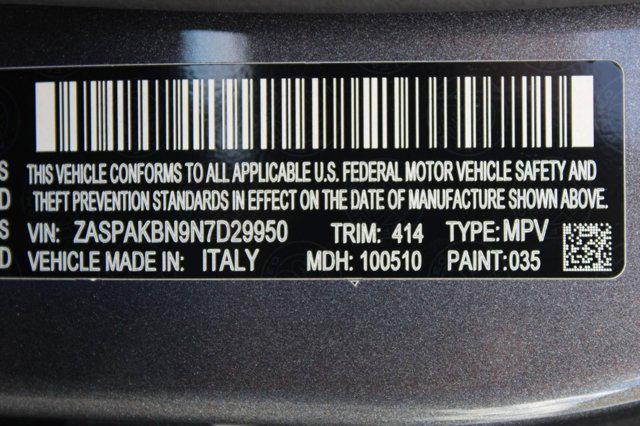 S THIS VEHICLE CONFORMS TO ALL APPLICABLE U.S. FEDERAL MOTOR VEHICLE SAFETY AND
D THEFT PREVENTION STANDARDS IN EFFECT ON THE DATE OF MANUFACTURE SHOWN ABOVE.
S VIN: ZASPAKBN9N7D29950 TRIM: 414 TYPE: MPV
D VEHICLE MADE IN: ITALY MDH: 100510 PAINT: 035